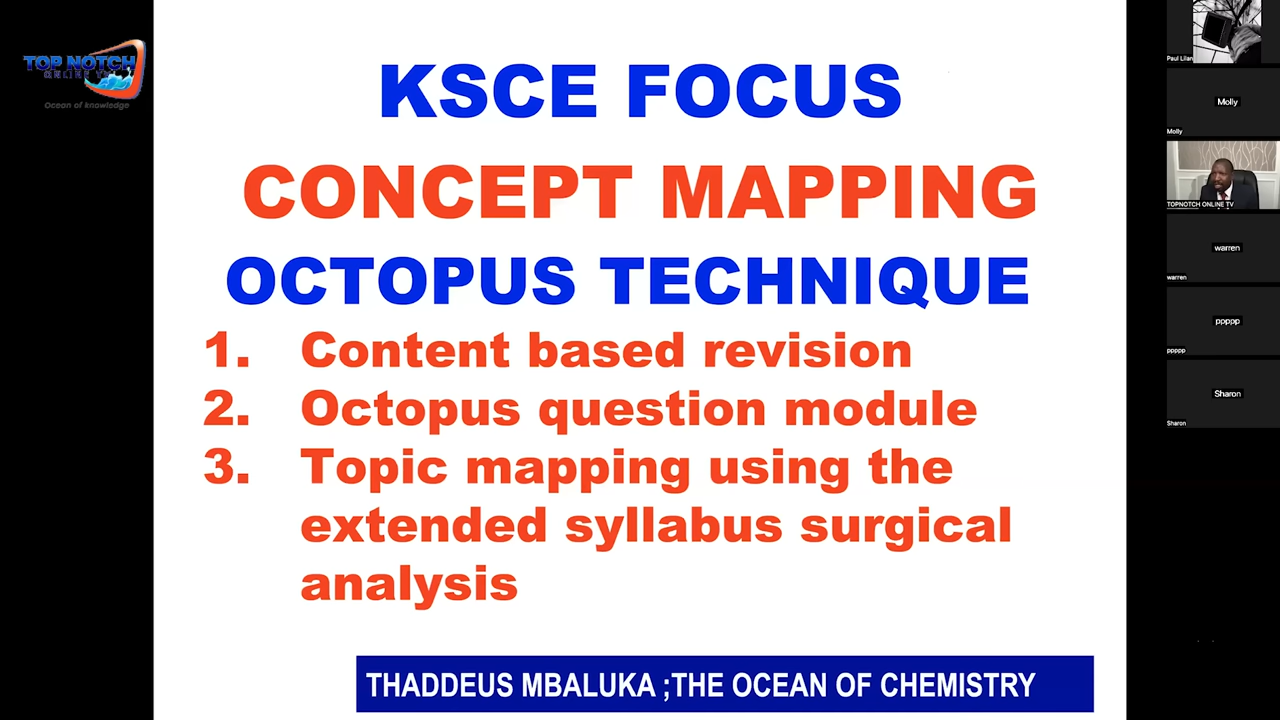 TOP NOTCH
ONLINE TV
Ocean of knowledge
KSCE FOCUS
CONCEPT MAPPING
OCTOPUS TECHNIQUE
1. Content based revision
2. Octopus question module
3. Topic mapping using the
extended syllabus surgical
analysis
THADDEUS MBALUKA ;THE OCEAN OF CHEMISTRY
Paul Lilan
Molly
Molly
TOPNOTCH ONLINE TV
warren
warren
ppppp
ppppp
Sharon
Sharon